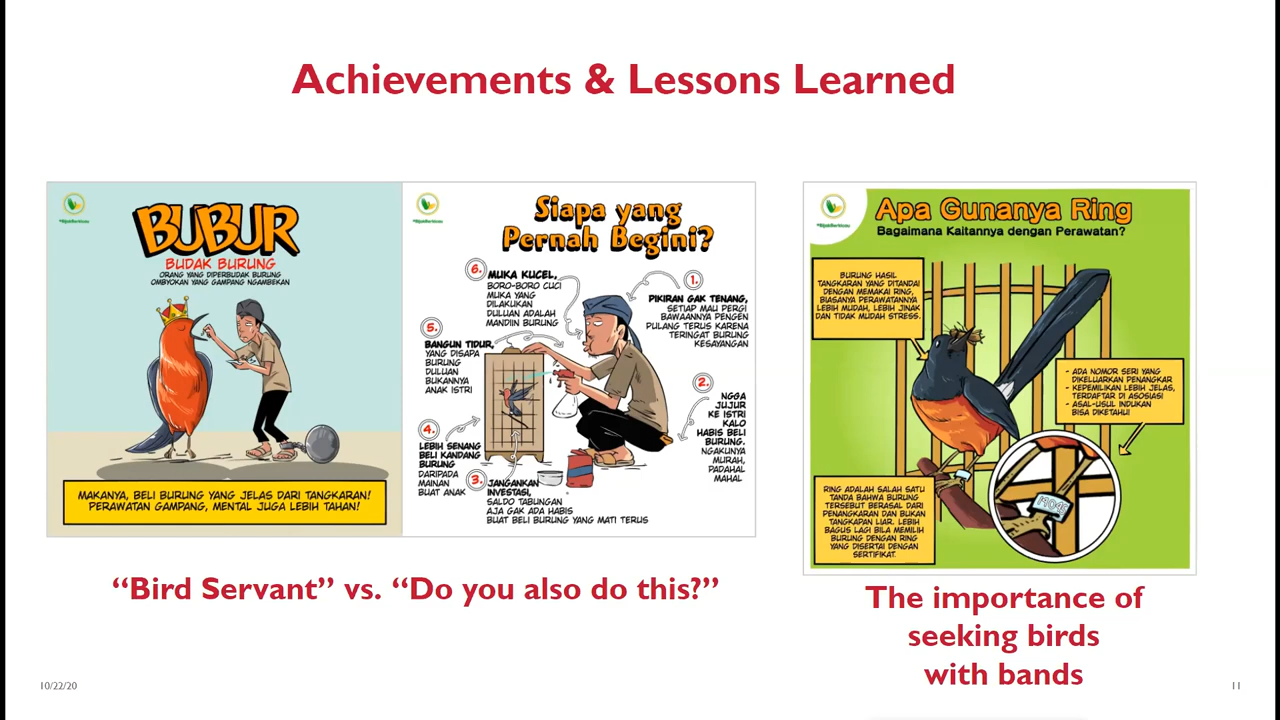 Achievements & Lessons Learned
BUBUR
BUDAK BURUNG
ORANG YANG DIPERBUDAK BURUNG
OMBYOKAN YANG GAMPANG NGAMBEKAN
MAKANYA, BELI BURUNG YANG JELAS DARI TANGKARAN!
PERAWATAN GAMPANG, MENTAL JUGA LEBIH TAHAN!
Siapa yang
Pernah Begini?
1.
PIKIRAN GAK TENANG,
SETIAP MAU PERGI
BAWAANNYA PENGEN
PULANG TERUS KARENA
TERINGAT BURUNG
KESAYANGAN
2.
NGGA
JUJUR
KE ISTRI
KALO
HABIS BELI
BURUNG.
NGAKUNYA
MURAH,
PADAHAL
MAHAL
3.
JANGANKAN
INVESTASI,
SALDO TABUNGAN
AJA GAK ADA HABIS
BUAT BELI BURUNG YANG MATI TERUS
4.
LEBIH SENANG
BELI KANDANG
BURUNG
DARIPADA
MAINAN
BUAT ANAK
5.
BANGUN TIDUR,
YANG DISAPA
BURUNG
DULUAN
BUKANNYA
ANAK ISTRI
6.
MUKA KUCEL,
BORO-BORO CUCI
MUKA YANG
DILAKUKAN
DULUAN ADALAH
MANDIIN BURUNG
Apa Gunanya Ring
Bagaimana Kaitannya dengan Perawatan?
BURUNG HASIL
TANGKARAN YANG DITANDAI
DENGAN MEMAKAI RING,
BIASANYA PERAWATANNYA
LEBIH MUDAH, LEBIH JINAK
DAN TIDAK MUDAH STRESS.
- ADA NOMOR SERI YANG
DIKELUARKAN PENANGKAR
- KEPEMILIKAN LEBIH JELAS,
TERDAFTAR DI ASOSIASI
- ASAL-USUL INDUKAN
BISA DIKETAHUI
RING ADALAH SALAH SATU
TANDA BAHWA BURUNG
TERSEBUT BERASAL DARI
PENANGKARAN DAN BUKAN
TANGKAPAN LIAR. LEBIH
BAGUS LAGI BILA MEMILIH
BURUNG DENGAN RING
YANG DISERTAI DENGAN
SERTIFIKAT.
“Bird Servant” vs. “Do you also do this?”
The importance of
seeking birds
with bands
10/22/20
11